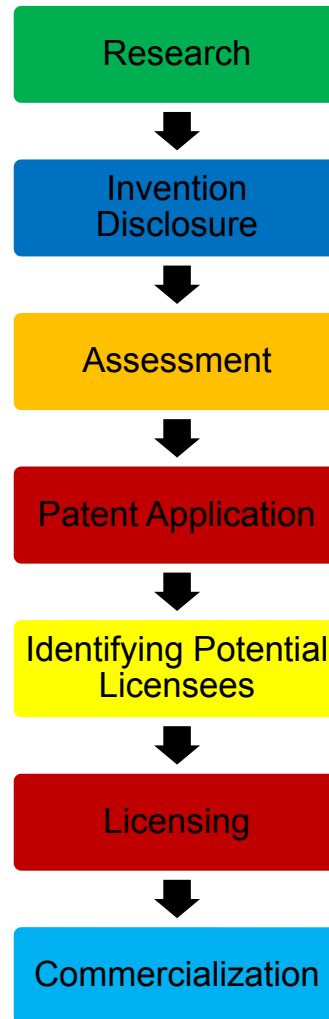 Research
Invention
Disclosure
Assessment
Patent Application
Identifying Potential
Licensees
Licensing
Commercialization